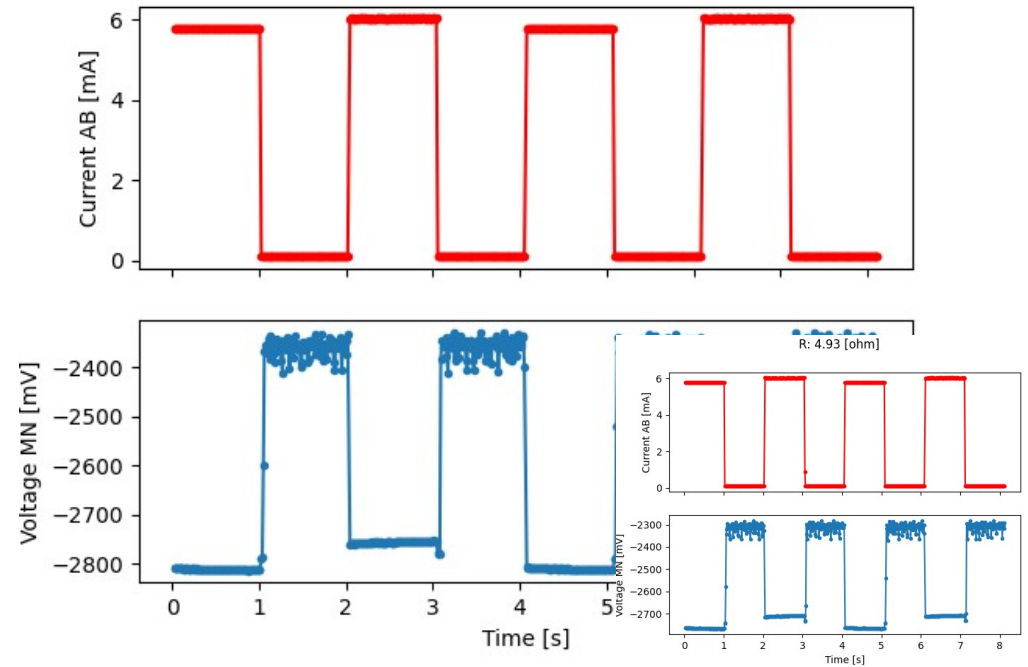 6
4
2
0
Current AB [mA]
−2400
−2500
−2600
−2700
−2800
Voltage MN [mV]
0 1 2 3 4 5
Time [s]
R: 4.93 [ohm]
6
4
2
0
Current AB [mA]
−2300
−2400
−2500
−2600
−2700
Voltage MN [mV]
0 1 2 3 4 5 6 7 8
Time [s]